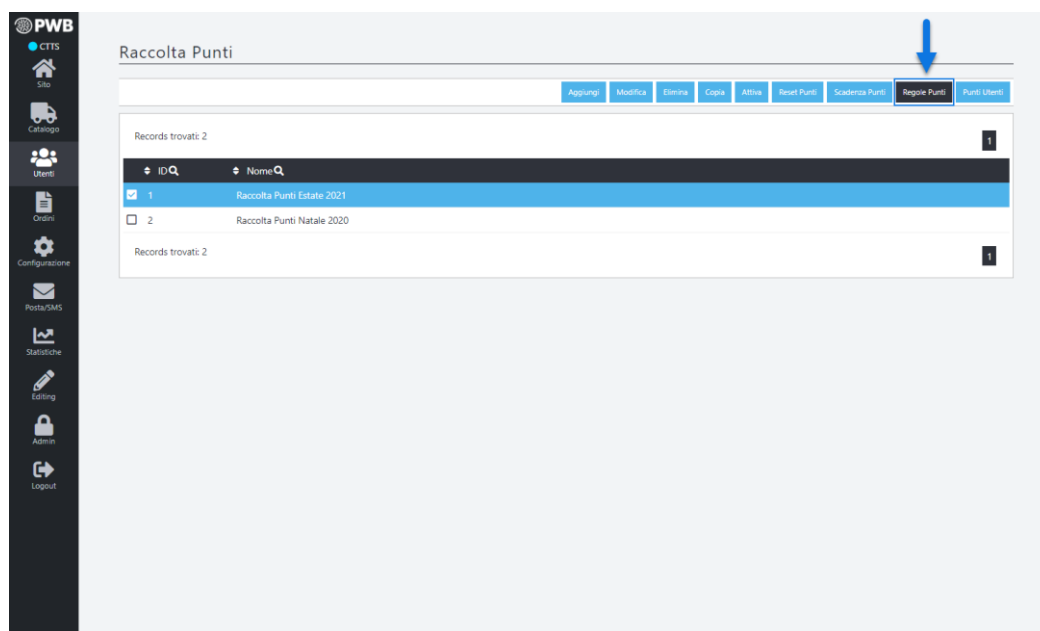 PWB
CTTS
Sito
Catalogo
Utenti
Ordini
Configurazione
Posta/SMS
Statistiche
Editing
Admin
Logout
Raccolta Punti
Aggiungi Modifica Elimina Copia Attiva Reset Punti Scadenza Punti Regole Punti Punti Utenti
Records trovati: 2 1
ID Nome
1 Raccolta Punti Estate 2021
2 Raccolta Punti Natale 2020
Records trovati: 2 1